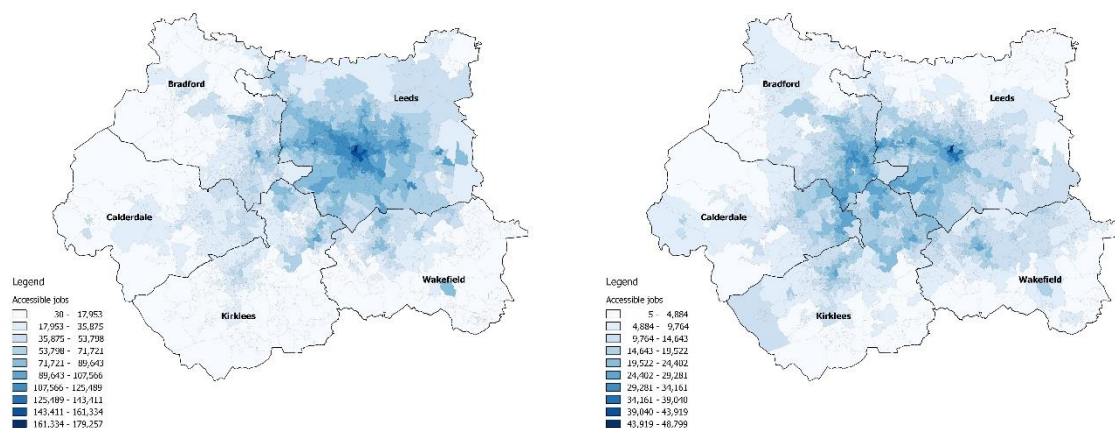 Bradford
Leeds
Calderdale
Wakefield
Kirklees
Legend
Accessible jobs
30 - 17,953
17,953 - 35,875
35,875 - 53,798
53,798 - 71,721
71,721 - 89,643
89,643 - 107,566
107,566 - 125,489
125,489 - 143,411
143,411 - 161,334
161,334 - 179,257
Bradford
Leeds
Calderdale
Wakefield
Kirklees
Legend
Accessible jobs
5 - 4,884
4,884 - 9,764
9,764 - 14,643
14,643 - 19,522
19,522 - 24,402
24,402 - 29,281
29,281 - 34,161
34,161 - 39,040
39,040 - 43,919
43,919 - 48,799